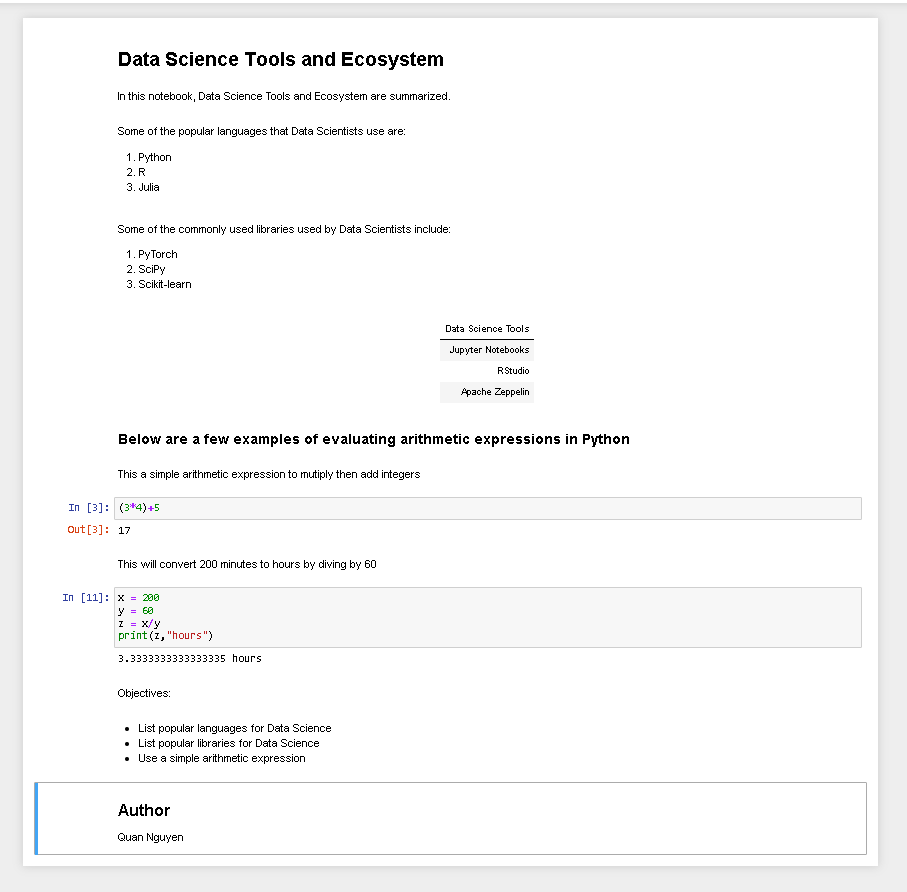 Data Science Tools and Ecosystem
In this notebook, Data Science Tools and Ecosystem are summarized.
Some of the popular languages that Data Scientists use are:
1. Python
2. R
3. Julia
Some of the commonly used libraries used by Data Scientists include:
1. PyTorch
2. SciPy
3. Scikit-learn
Data Science Tools
Jupyter Notebooks
RStudio
Apache Zeppelin
Below are a few examples of evaluating arithmetic expressions in Python
This a simple arithmetic expression to mutiply then add integers
In [3]: (3*4)+5
Out[3]: 17
This will convert 200 minutes to hours by diving by 60
In [11]: x = 200
y = 60
z = x/y
print(z,"hours")
3.3333333333333335 hours
Objectives:
• List popular languages for Data Science
• List popular libraries for Data Science
• Use a simple arithmetic expression
Author
Quan Nguyen